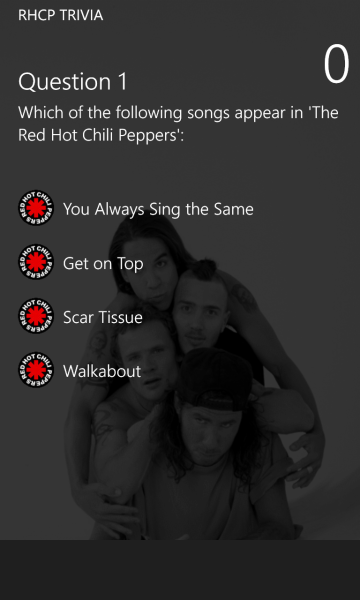 RHCP TRIVIA
0
Question 1
Which of the following songs appear in 'The
Red Hot Chili Peppers':
RED HOT CHILI PEPPERS You Always Sing the Same
RED HOT CHILI PEPPERS Get on Top
RED HOT CHILI PEPPERS Scar Tissue
RED HOT CHILI PEPPERS Walkabout